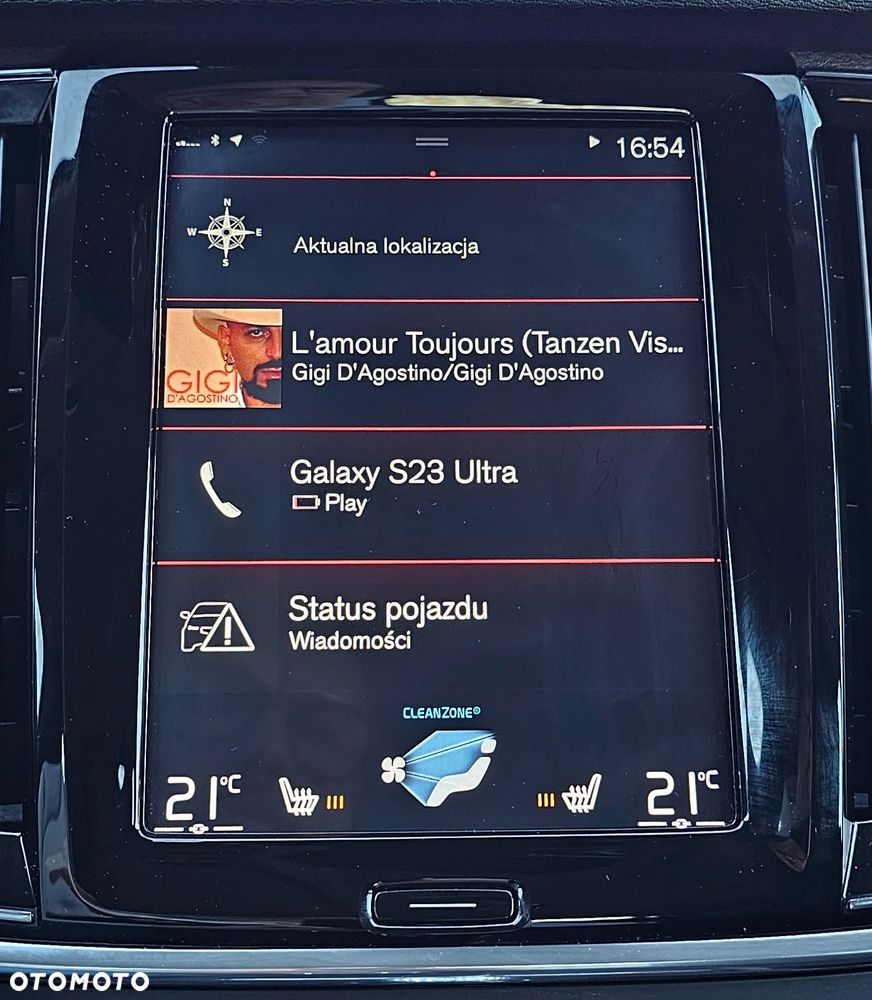 16:54
N
W E
S
Aktualna lokalizacja
GIGI
D'AGOSTINO
L'amour Toujours (Tanzen Vis...
Gigi D'Agostino/Gigi D'Agostino
Galaxy S23 Ultra
Play
Status pojazdu
Wiadomości
CLEANZONE®
21°C
21°C
OTOMOTO